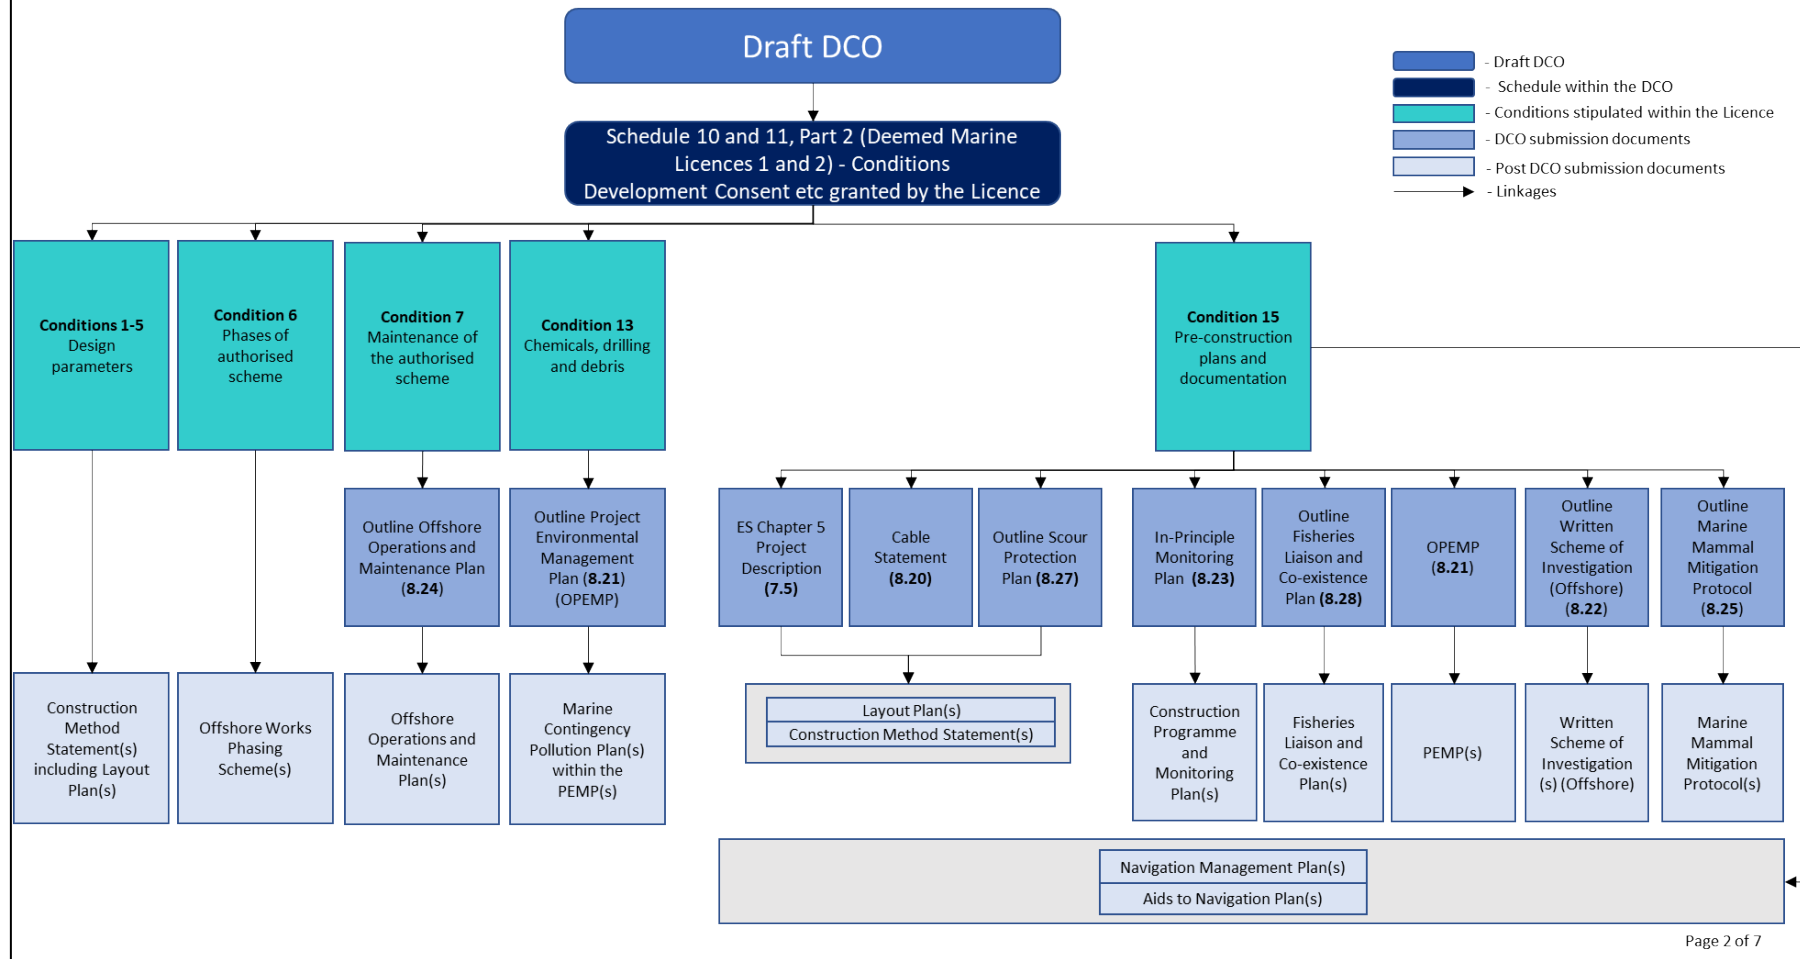 Draft DCO
- Draft DCO
- Schedule within the DCO
- Conditions stipulated within the Licence
- DCO submission documents
- Post DCO submission documents
- Linkages
Schedule 10 and 11, Part 2 (Deemed Marine
Licences 1 and 2) - Conditions
Development Consent etc granted by the Licence
Conditions 1-5
Design
parameters
Condition 6
Phases of
authorised
scheme
Condition 7
Maintenance of
the authorised
scheme
Condition 13
Chemicals, drilling
and debris
Condition 15
Pre-construction
plans and
documentation
Outline Offshore
Operations and
Maintenance Plan
(8.24)
Outline Project
Environmental
Management
Plan (8.21)
(OPEMP)
ES Chapter 5
Project
Description
(7.5)
Cable
Statement
(8.20)
Outline Scour
Protection
Plan (8.27)
In-Principle
Monitoring
Plan (8.23)
Outline
Fisheries
Liaison and
Co-existence
Plan (8.28)
OPEMP
(8.21)
Outline
Written
Scheme of
Investigation
(Offshore)
(8.22)
Outline
Marine
Mammal
Mitigation
Protocol
(8.25)
Construction
Method
Statement(s)
including Layout
Plan(s)
Offshore Works
Phasing
Scheme(s)
Offshore
Operations and
Maintenance
Plan(s)
Marine
Contingency
Pollution Plan(s)
within the
PEMP(s)
Layout Plan(s)
Construction Method Statement(s)
Construction
Programme
and
Monitoring
Plan(s)
Fisheries
Liaison and
Co-existence
Plan(s)
PEMP(s)
Written
Scheme of
Investigation
(s) (Offshore)
Marine
Mammal
Mitigation
Protocol(s)
Navigation Management Plan(s)
Aids to Navigation Plan(s)
Page 2 of 7